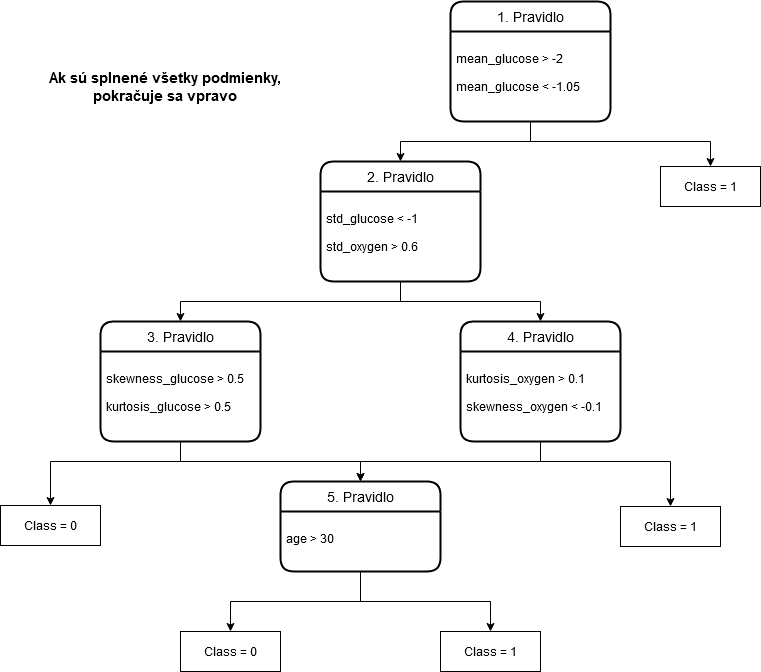 1. Pravidlo
mean_glucose > -2
mean_glucose < -1.05
Ak sú splnené všetky podmienky,
pokračuje sa vpravo
2. Pravidlo
std_glucose < -1
std_oxygen > 0.6
Class = 1
3. Pravidlo
skewness_glucose > 0.5
kurtosis_glucose > 0.5
4. Pravidlo
kurtosis_oxygen > 0.1
skewness_oxygen < -0.1
Class = 0
5. Pravidlo
age > 30
Class = 1
Class = 0
Class = 1